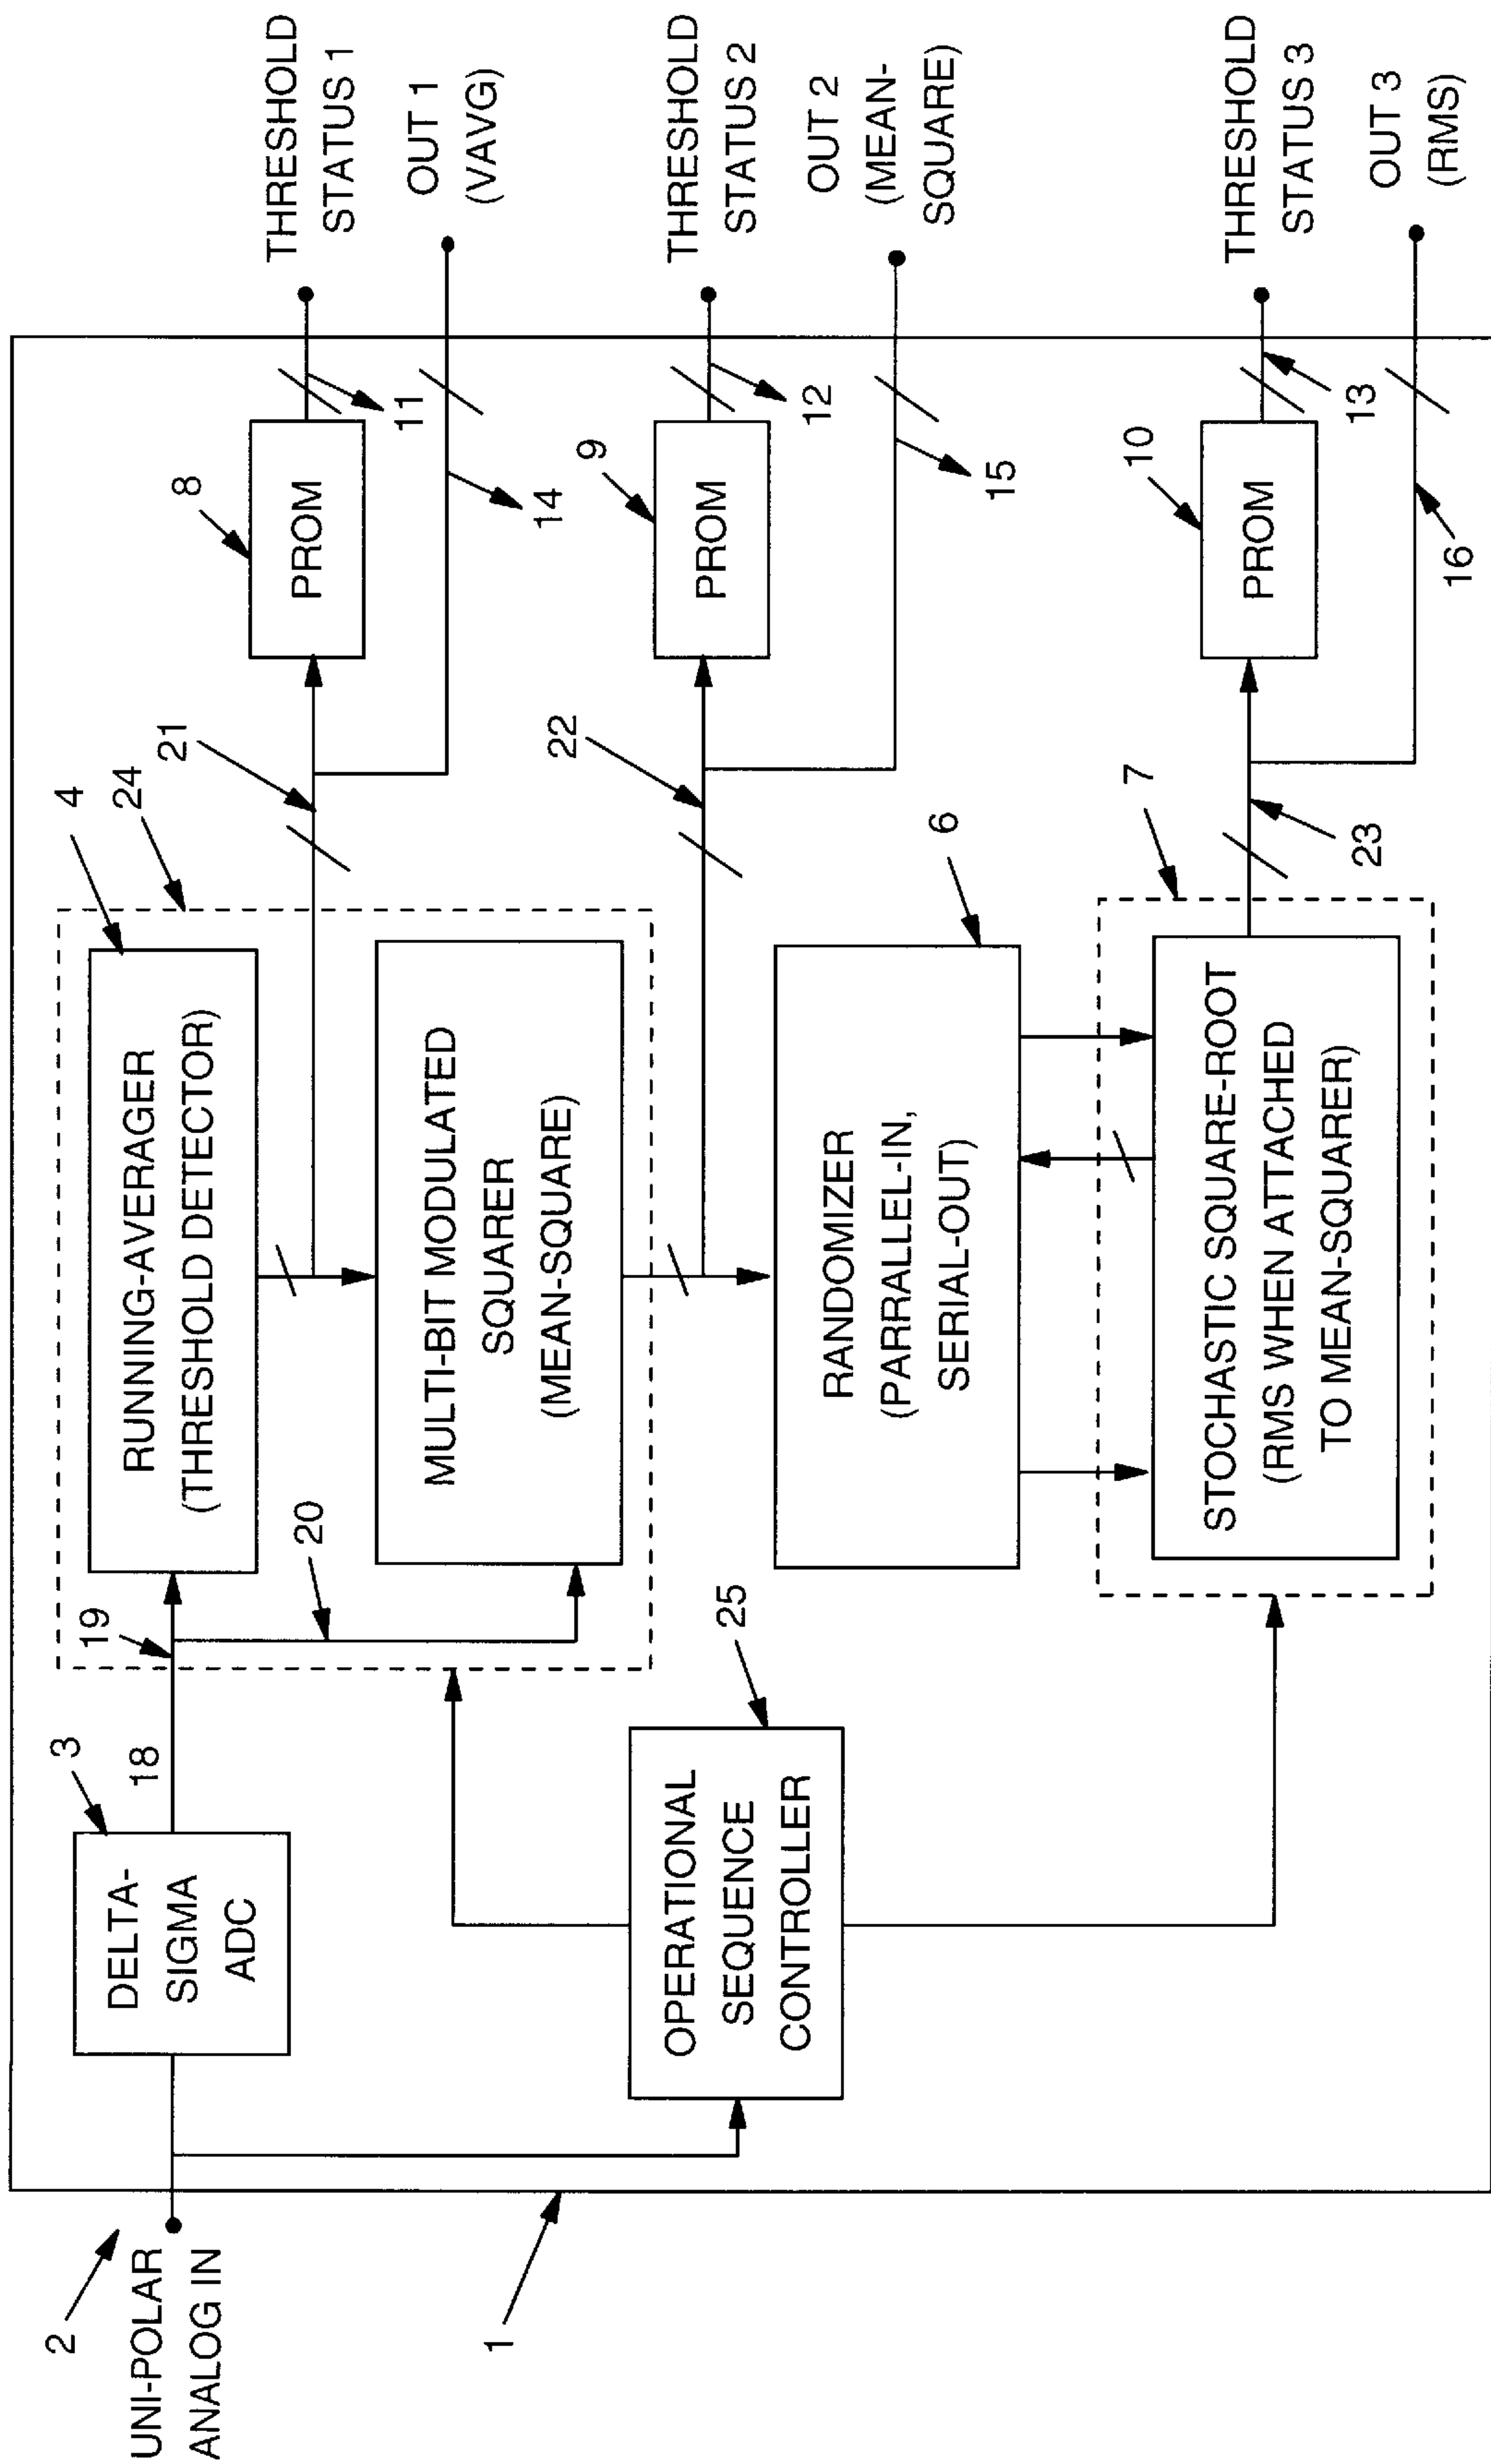 2
UNI-POLAR
ANALOG IN
1
3
DELTA-
SIGMA
ADC
18
19
20
OPERATIONAL
SEQUENCE
CONTROLLER
25
4
24
RUNNING-AVERAGER
(THRESHOLD DETECTOR)
MULTI-BIT MODULATED
SQUARER
(MEAN-SQUARE)
6
RANDOMIZER
(PARRALLEL-IN,
SERIAL-OUT)
7
STOCHASTIC SQUARE-ROOT
(RMS WHEN ATTACHED
TO MEAN-SQUARER)
21
22
23
8
PROM
11
14
9
PROM
12
15
10
PROM
13
16
THRESHOLD
STATUS 1
OUT 1
(VAVG)
THRESHOLD
STATUS 2
OUT 2
(MEAN-
SQUARE)
THRESHOLD
STATUS 3
OUT 3
(RMS)